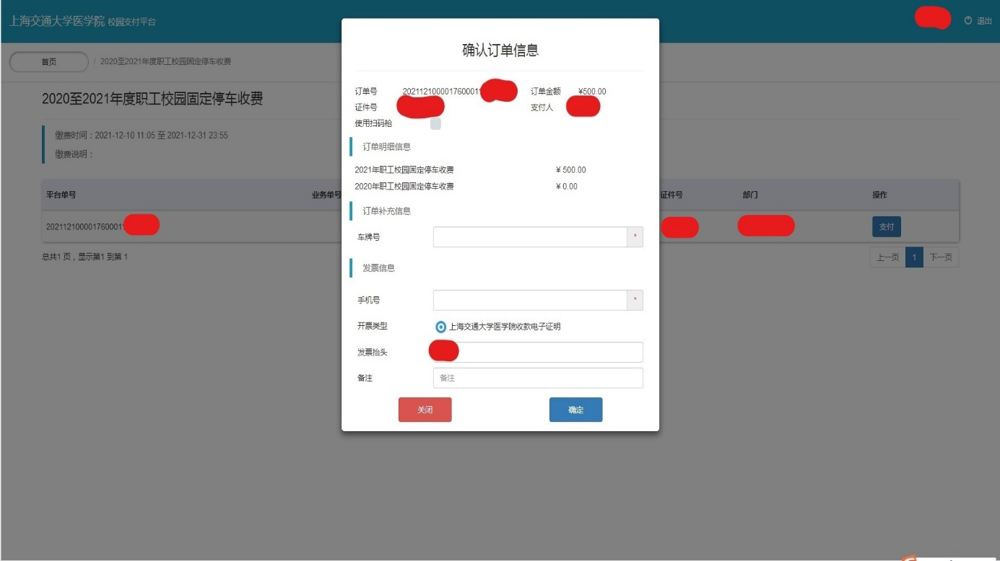 上海交通大学医学院 校园支付平台
退出
首页 / 2020至2021年度职工校园固定停车收费
2020至2021年度职工校园固定停车收费
缴费时间：2021-12-10 11:05 至 2021-12-31 23:55
缴费说明：
平台单号 业务单号 证件号 部门 操作
2021121000017600011 支付
总共1 页，显示第1 到第 1
上一页 1 下一页
确认订单信息
订单号 2021121000017600011 订单金额 ¥500.00
证件号 支付人
使用扫码枪
订单明细信息
2021年职工校园固定停车收费 ¥ 500.00
2020年职工校园固定停车收费 ¥ 0.00
订单补充信息
车牌号 *
发票信息
手机号 *
开票类型 上海交通大学医学院收款电子证明
发票抬头
备注 备注
关闭 确定